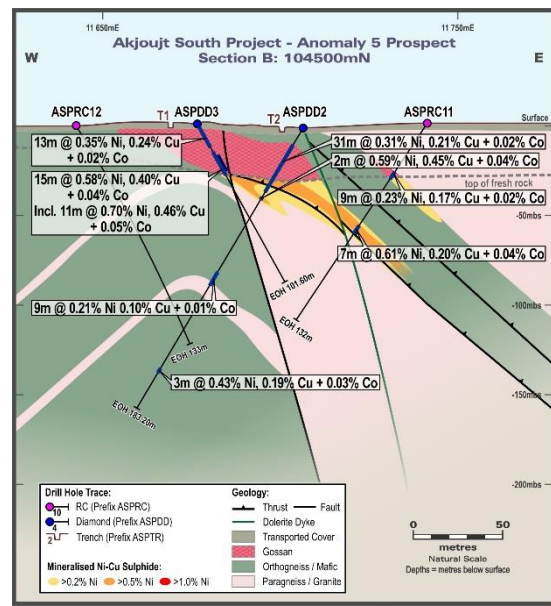 11 650mE
11 750mE
Akjoujt South Project - Anomaly 5 Prospect
Section B: 104500mN
W
E
ASPRC12
T1
ASPDD3
T2
ASPDD2
ASPRC11
Surface
13m @ 0.35% Ni, 0.24% Cu
+ 0.02% Co
31m @ 0.31% Ni, 0.21% Cu + 0.02% Co
2m @ 0.59% Ni, 0.45% Cu + 0.04% Co
15m @ 0.58% Ni, 0.40% Cu
+ 0.04% Co
Incl. 11m @ 0.70% Ni, 0.46% Cu
+ 0.05% Co
top of fresh rock
9m @ 0.23% Ni, 0.17% Cu + 0.02% Co
-50mbs
7m @ 0.61% Ni, 0.20% Cu + 0.04% Co
EOH 101.60m
9m @ 0.21% Ni 0.10% Cu + 0.01% Co
-100mbs
EOH 132m
EOH 133m
3m @ 0.43% Ni, 0.19% Cu + 0.03% Co
-150mbs
EOH 183.20m
-200mbs
Drill Hole Trace:
10
RC (Prefix ASPRC)
4
Diamond (Prefix ASPDD)
2
Trench (Prefix ASPTR)
Mineralised Ni-Cu Sulphide:
>0.2% Ni
>0.5% Ni
>1.0% Ni
Geology:
Thrust
Fault
Dolerite Dyke
Transported Cover
Gossan
Orthogneiss / Mafic
Paragneiss / Granite
0
50
metres
Natural Scale
Depths = metres below surface